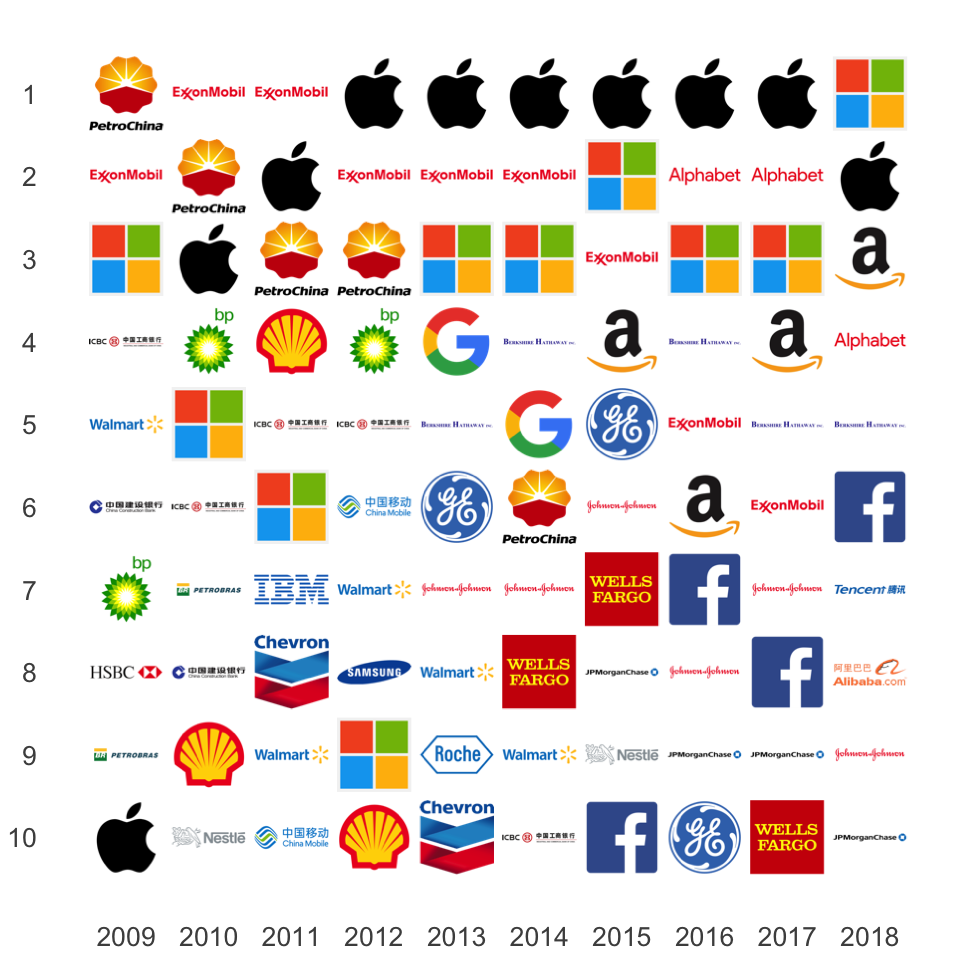 1 ExxonMobil ExxonMobil
PetroChina
2 ExxonMobil ExxonMobil ExxonMobil ExxonMobil Alphabet Alphabet
PetroChina
3 ExxonMobil a
PetroChina PetroChina
bp bp
4 ICBC 中国工商银行 G BERKSHIRE HATHAWAY INC. a BERKSHIRE HATHAWAY INC. a Alphabet
5 Walmart ICBC 中国工商银行 ICBC 中国工商银行 BERKSHIRE HATHAWAY INC. G GE ExxonMobil BERKSHIRE HATHAWAY INC. BERKSHIRE HATHAWAY INC.
6 中国建设银行 ICBC 中国工商银行 中国移动 GE Johnson & Johnson a ExxonMobil f
China Construction Bank China Mobile PetroChina
bp
7 BR PETROBRAS IBM Walmart Johnson & Johnson Johnson & Johnson WELLS f Johnson & Johnson Tencent 腾讯
FARGO
Chevron
8 HSBC 中国建设银行 SAMSUNG Walmart WELLS JPMorganChase Johnson & Johnson f 阿里巴巴
China Construction Bank FARGO Alibaba.com
9 BR PETROBRAS Walmart Roche Walmart Nestlé JPMorganChase JPMorganChase Johnson & Johnson
Chevron
10 Nestlé 中国移动 ICBC 中国工商银行 f GE WELLS JPMorganChase
China Mobile FARGO
2009 2010 2011 2012 2013 2014 2015 2016 2017 2018